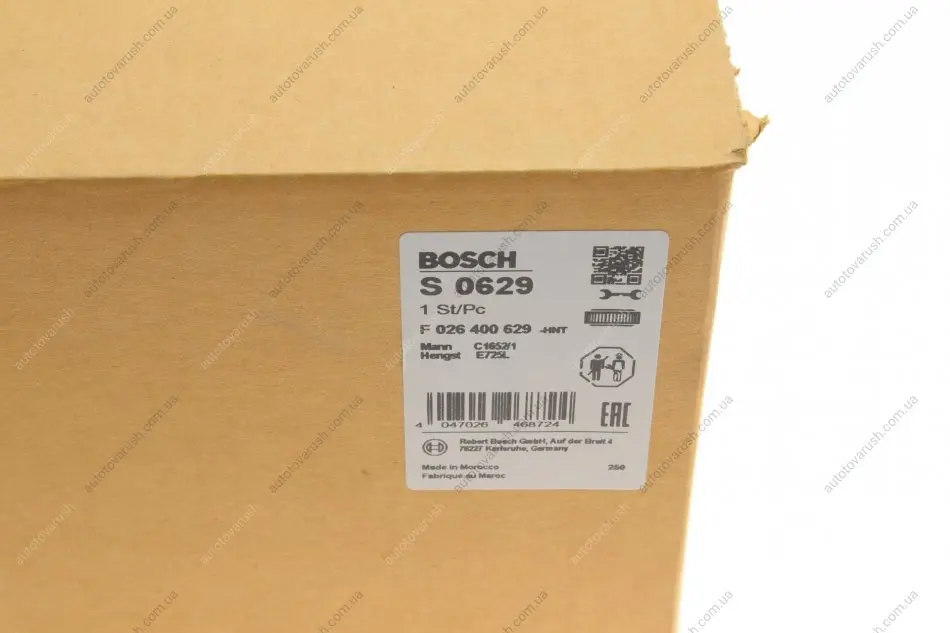 BOSCH
S 0629
1 St/Pc
F 026 400 629 -HNT
Mann C1652/1
Hengst E725L
4 047026 468724
EAC
Robert Bosch GmbH, Auf der Breit 4
76227 Karlsruhe, Germany
Made in Morocco 250
Fabriqué au Maroc
autotovarush.com.ua